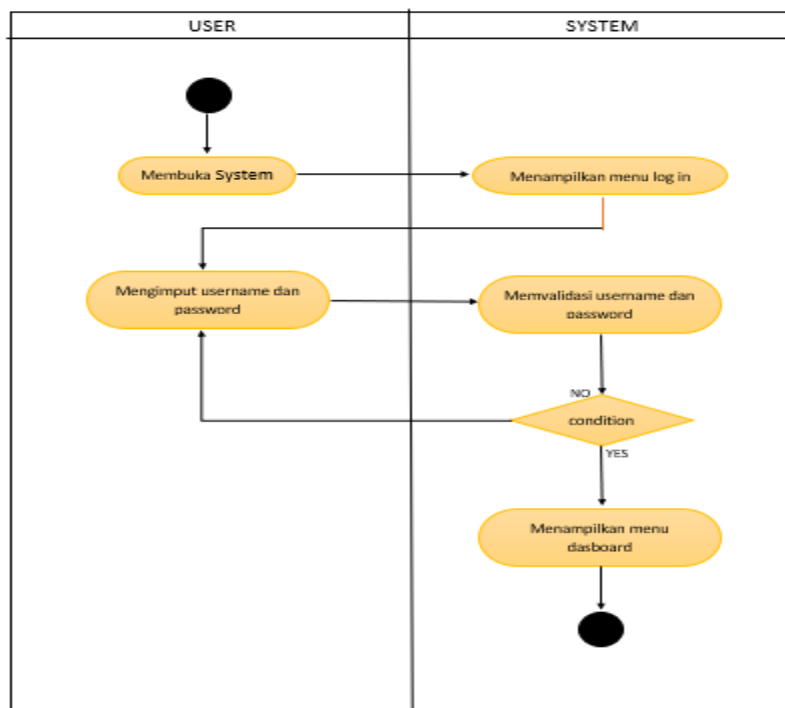 USER
SYSTEM
Membuka System
Menampilkan menu log in
Mengimput username dan
password
Memvalidasi username dan
password
NO
condition
YES
Menampilkan menu
dasboard